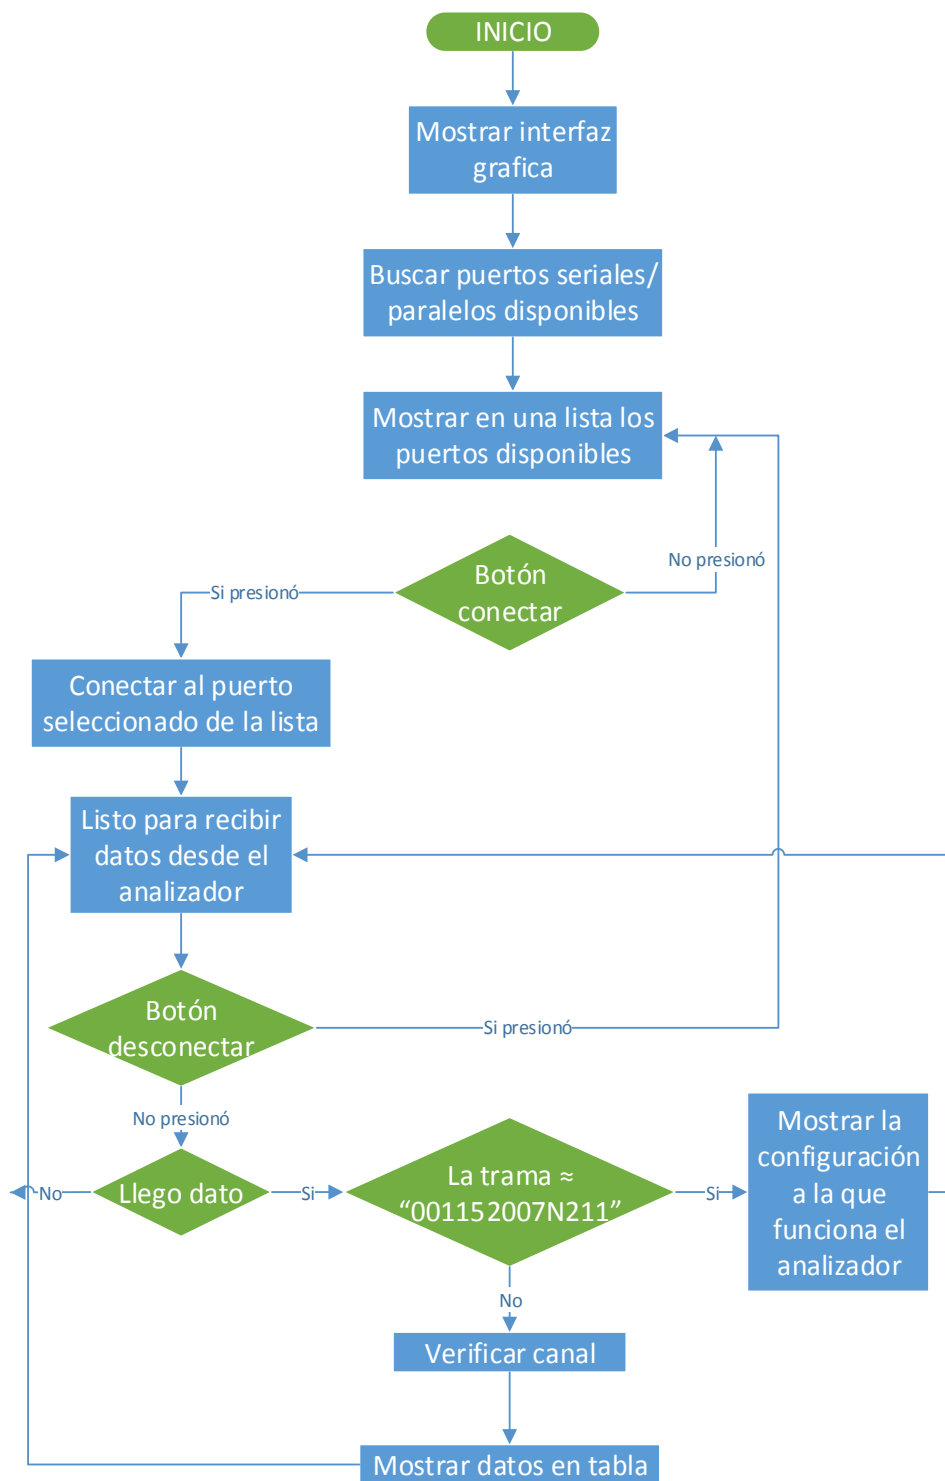 INICIO
Mostrar interfaz
grafica
Buscar puertos seriales/
paralelos disponibles
Mostrar en una lista los
puertos disponibles
No presionó
Botón
conectar
Si presionó
Conectar al puerto
seleccionado de la lista
Listo para recibir
datos desde el
analizador
Botón
desconectar
Si presionó
No presionó
Llego dato
No
Si
La trama ≈
“001152007N211”
Si
Mostrar la
configuración
a la que
funciona el
analizador
No
Verificar canal
Mostrar datos en tabla